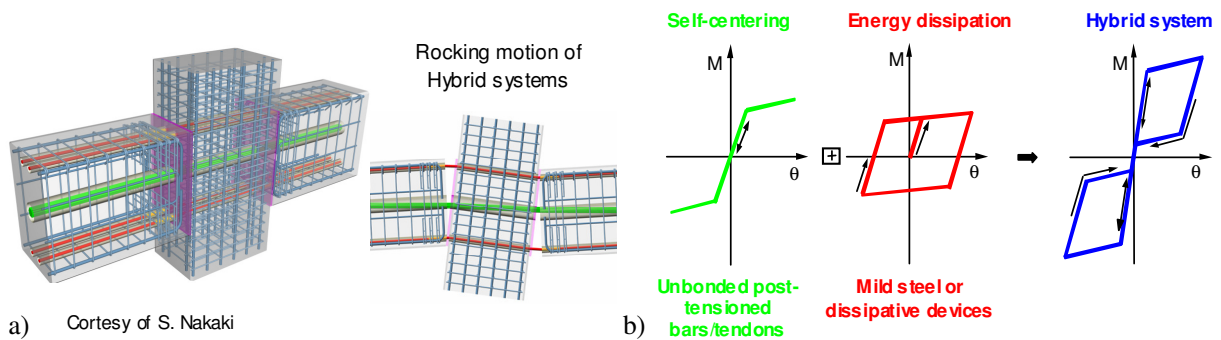 Rocking motion of
Hybrid systems
a)
Cortesy of S. Nakaki
Self-centering
M
θ
Unbonded post-
tensioned
bars/tendons
+
Energy dissipation
M
θ
Mild steel or
dissipative devices
Hybrid system
M
θ
b)